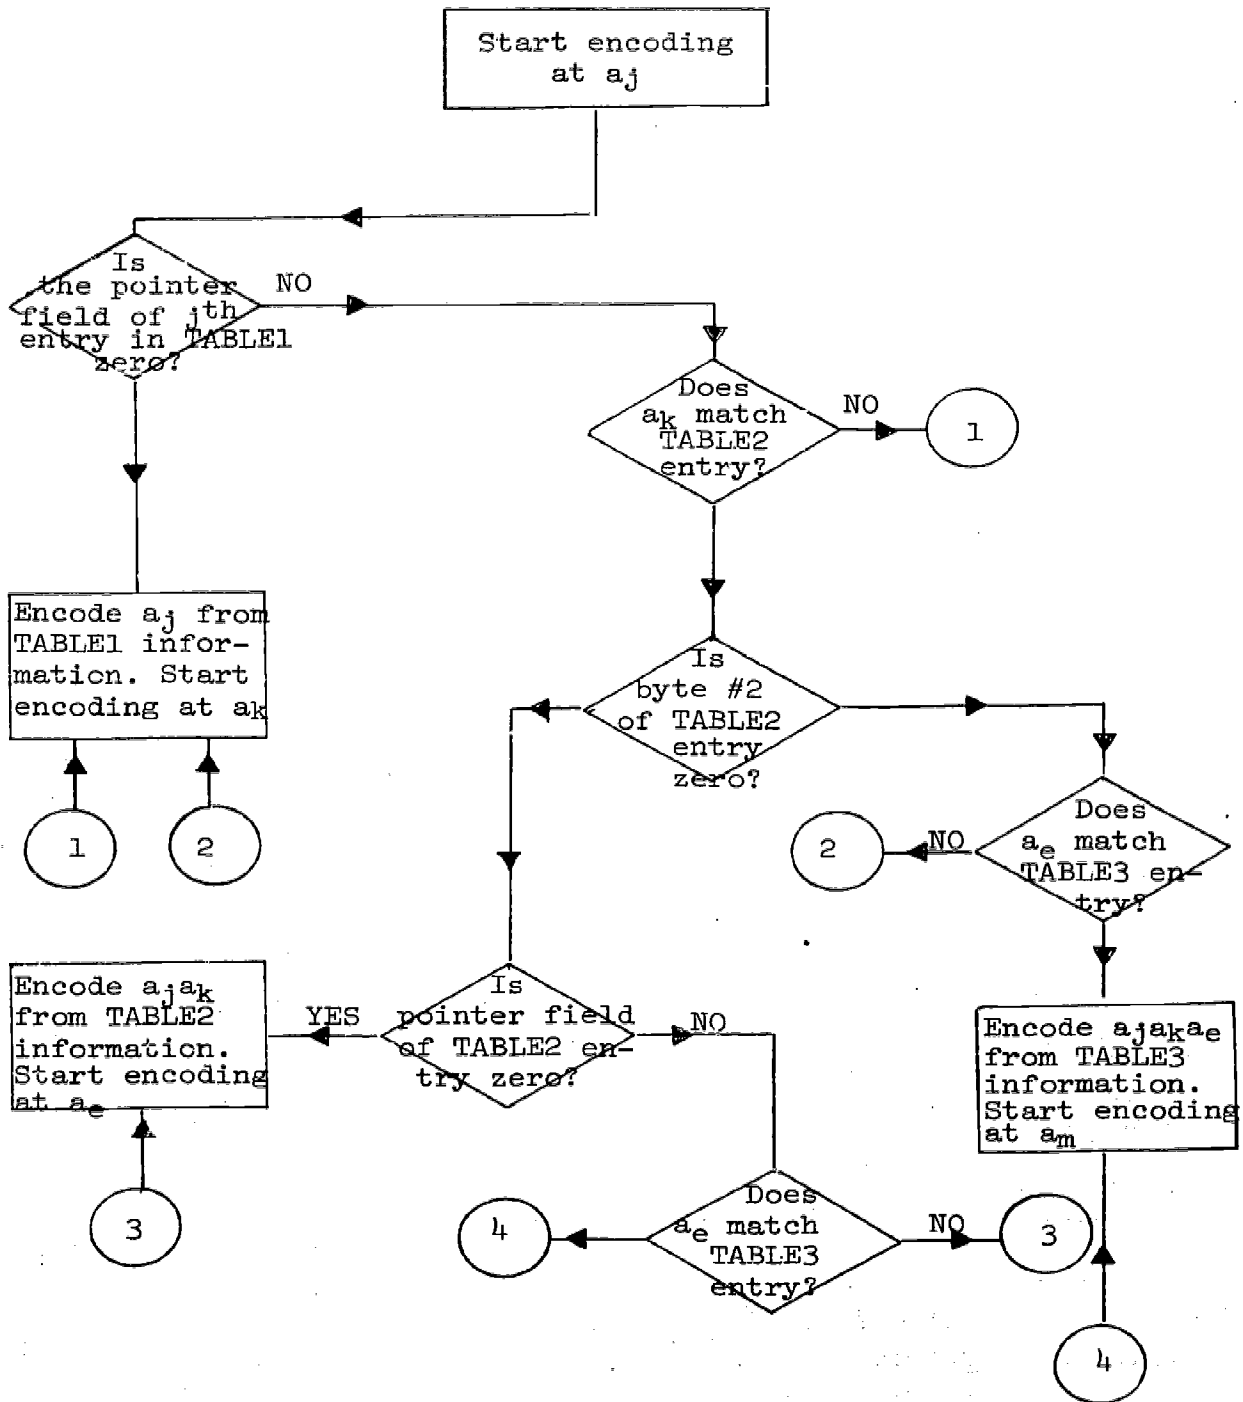 Start encoding
at aj
Is
the pointer
field of jth
entry in TABLE1
zero?
NO
Does
ak match
TABLE2
entry?
NO
1
Encode aj from
TABLE1 infor-
mation. Start
encoding at ak
1
2
Is
byte #2
of TABLE2
entry
zero?
Does
ae match
TABLE3 en-
try?
NO
2
Encode ajak
from TABLE2
information.
Start encoding
at ae
YES
Is
pointer field
of TABLE2 en-
try zero?
NO
Encode ajakae
from TABLE3
information.
Start encoding
at am
3
4
Does
ae match
TABLE3
entry?
NO
3
4